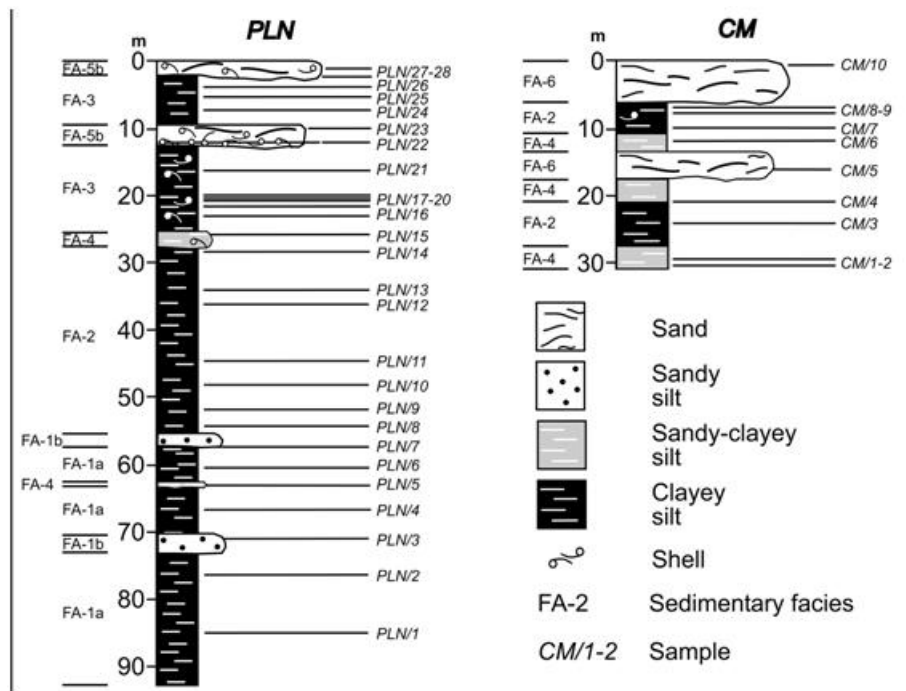 PLN
m
0
10
20
30
40
50
60
70
80
90
FA-5b
FA-3
FA-5b
FA-3
FA-4
FA-2
FA-1b
FA-1a
FA-4
FA-1a
FA-1b
FA-1a
PLN/27-28
PLN/26
PLN/25
PLN/24
PLN/23
PLN/22
PLN/21
PLN/17-20
PLN/16
PLN/15
PLN/14
PLN/13
PLN/12
PLN/11
PLN/10
PLN/9
PLN/8
PLN/7
PLN/6
PLN/5
PLN/4
PLN/3
PLN/2
PLN/1
CM
m
0
10
20
30
FA-6
FA-2
FA-4
FA-6
FA-4
FA-2
FA-4
CM/10
CM/8-9
CM/7
CM/6
CM/5
CM/4
CM/3
CM/1-2
Sand
Sandy
silt
Sandy-clayey
silt
Clayey
silt
Shell
FA-2 Sedimentary facies
CM/1-2 Sample